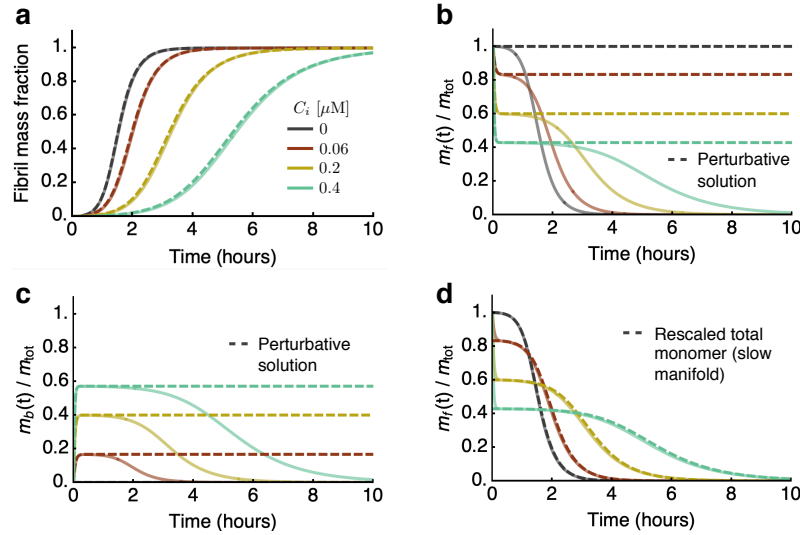 a
Fibril mass fraction
1.
0.8
0.6
0.4
0.2
0.
0 2 4 6 8 10
Time (hours)
C_i [μM]
0
0.06
0.2
0.4
b
m_f(t) / m_tot
1.
0.8
0.6
0.4
0.2
0.
0 2 4 6 8 10
Time (hours)
Perturbative
solution
c
m_b(t) / m_tot
1.
0.8
0.6
0.4
0.2
0.
0 2 4 6 8 10
Time (hours)
Perturbative
solution
d
m_f(t) / m_tot
1.
0.8
0.6
0.4
0.2
0.
0 2 4 6 8 10
Time (hours)
Rescaled total
monomer (slow
manifold)